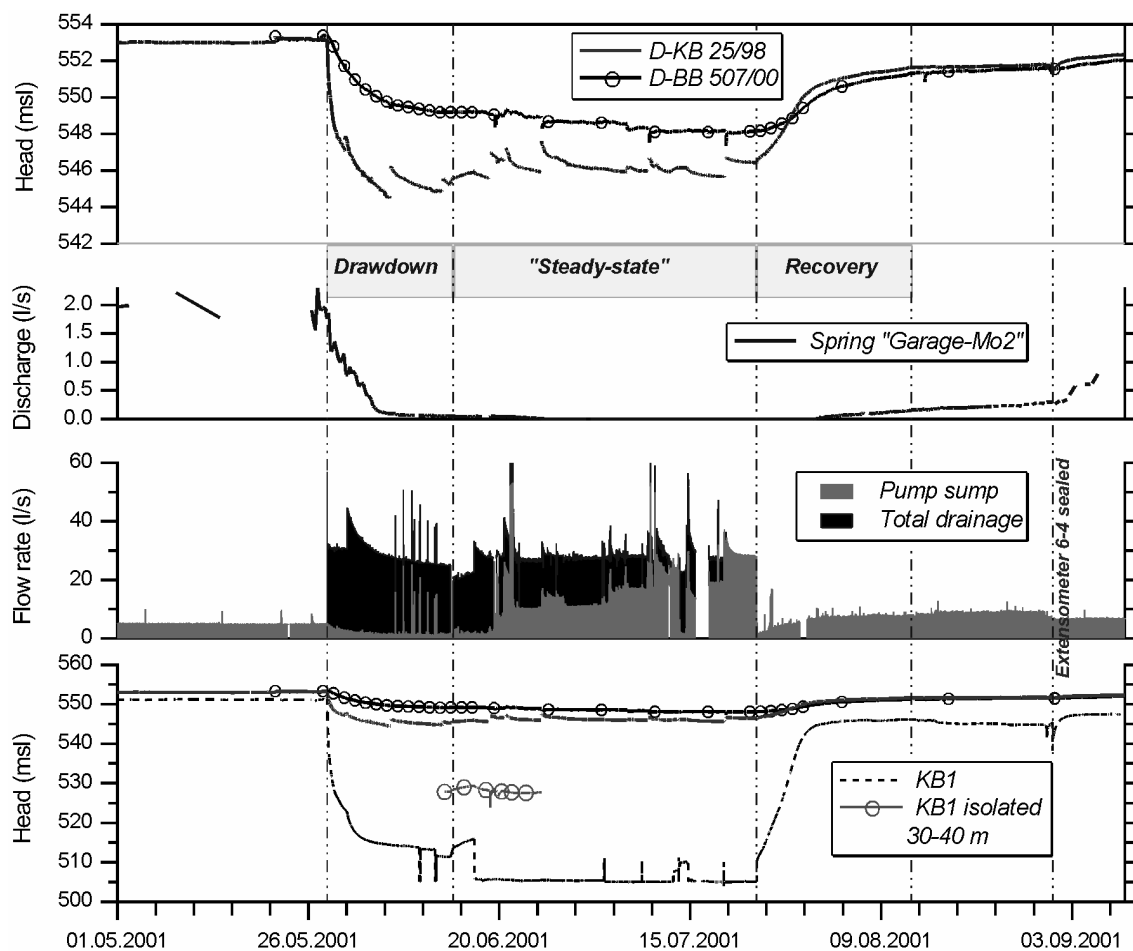 554
552
550
548
546
544
542
Head (msl)
D-KB 25/98
D-BB 507/00
Drawdown
"Steady-state"
Recovery
2.0
1.5
1.0
0.5
0.0
Discharge (l/s)
Spring "Garage-Mo2"
60
40
20
0
Flow rate (l/s)
Pump sump
Total drainage
Extensometer 6-4 sealed
560
550
540
530
520
510
500
Head (msl)
KB1
KB1 isolated
30-40 m
01.05.2001 26.05.2001 20.06.2001 15.07.2001 09.08.2001 03.09.2001